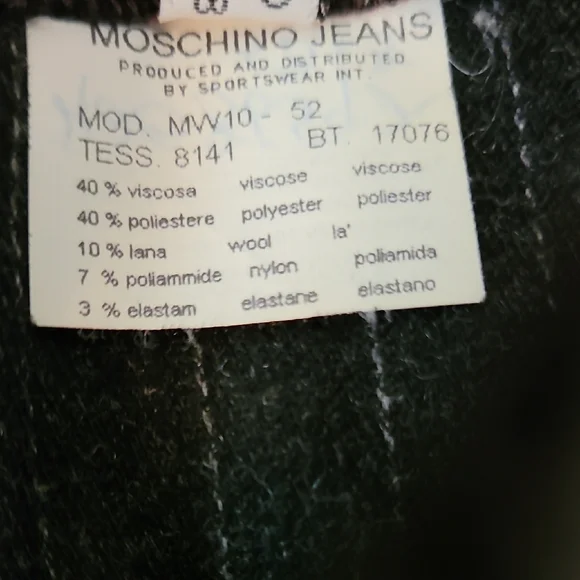 MOSCHINO JEANS
PRODUCED AND DISTRIBUTED
BY SPORTSWEAR INT.
MOD. MW10 - 52
TESS. 8141 BT. 17076
40 % viscosa viscose viscose
40 % poliestere polyester poliester
10 % lana wool la'
7 % poliammide nylon poliamida
3 % elastam elastane elastano